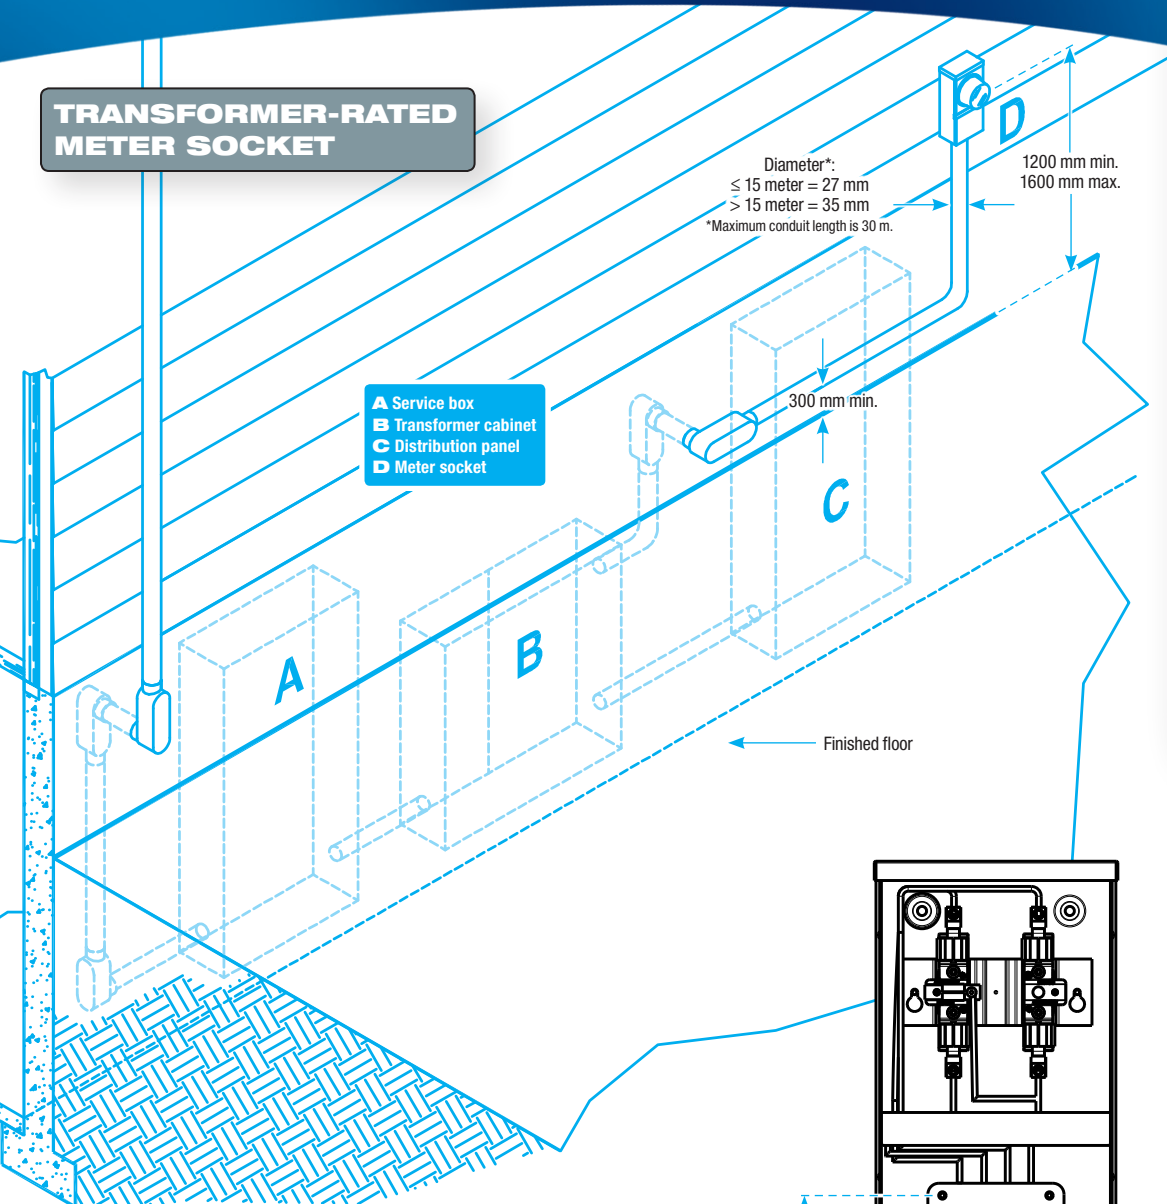 TRANSFORMER-RATED
METER SOCKET
D
Diameter*:
≤ 15 meter = 27 mm
> 15 meter = 35 mm
*Maximum conduit length is 30 m.
1200 mm min.
1600 mm max.
A Service box
B Transformer cabinet
C Distribution panel
D Meter socket
300 mm min.
C
B
A
Finished floor